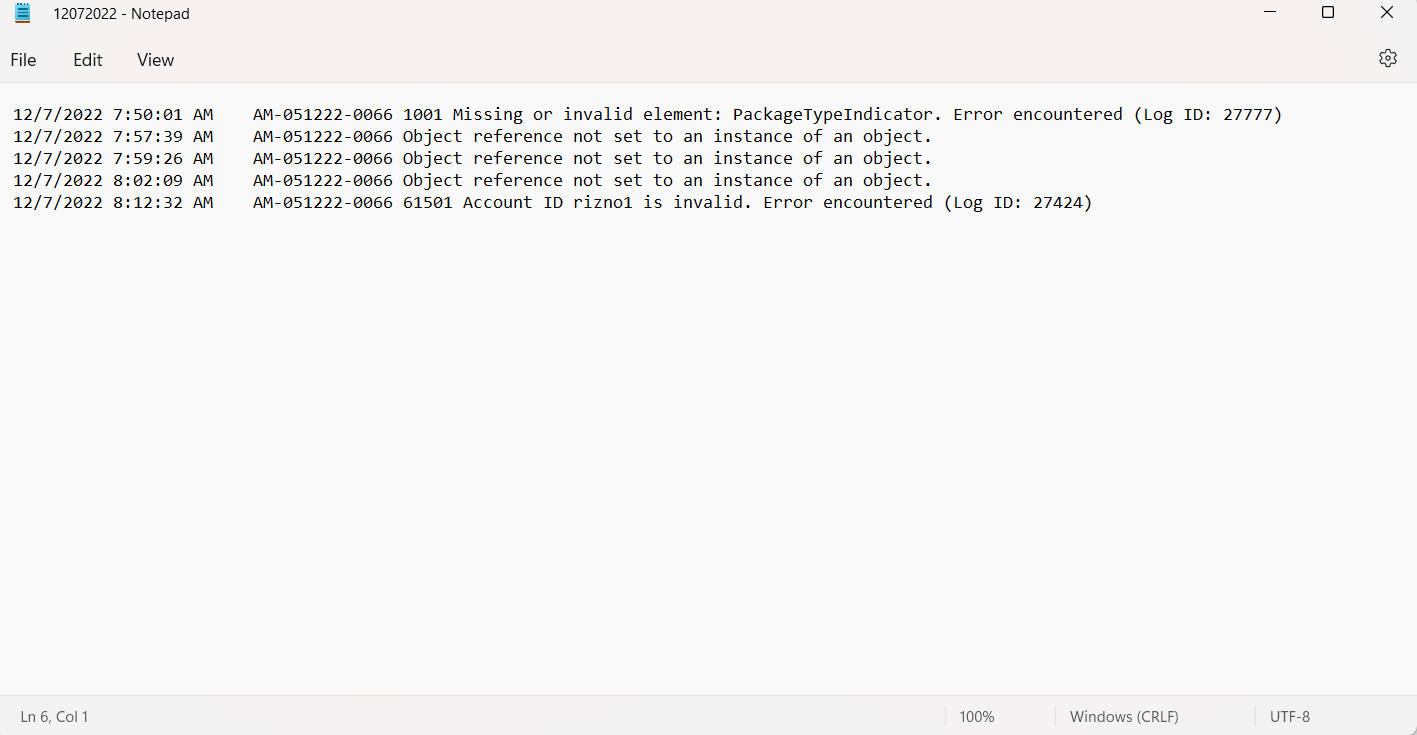 12072022 - Notepad
File Edit View
12/7/2022 7:50:01 AM    AM-051222-0066 1001 Missing or invalid element: PackageTypeIndicator. Error encountered (Log ID: 27777)
12/7/2022 7:57:39 AM    AM-051222-0066 Object reference not set to an instance of an object.
12/7/2022 7:59:26 AM    AM-051222-0066 Object reference not set to an instance of an object.
12/7/2022 8:02:09 AM    AM-051222-0066 Object reference not set to an instance of an object.
12/7/2022 8:12:32 AM    AM-051222-0066 61501 Account ID rizno1 is invalid. Error encountered (Log ID: 27424)
Ln 6, Col 1 100% Windows (CRLF) UTF-8